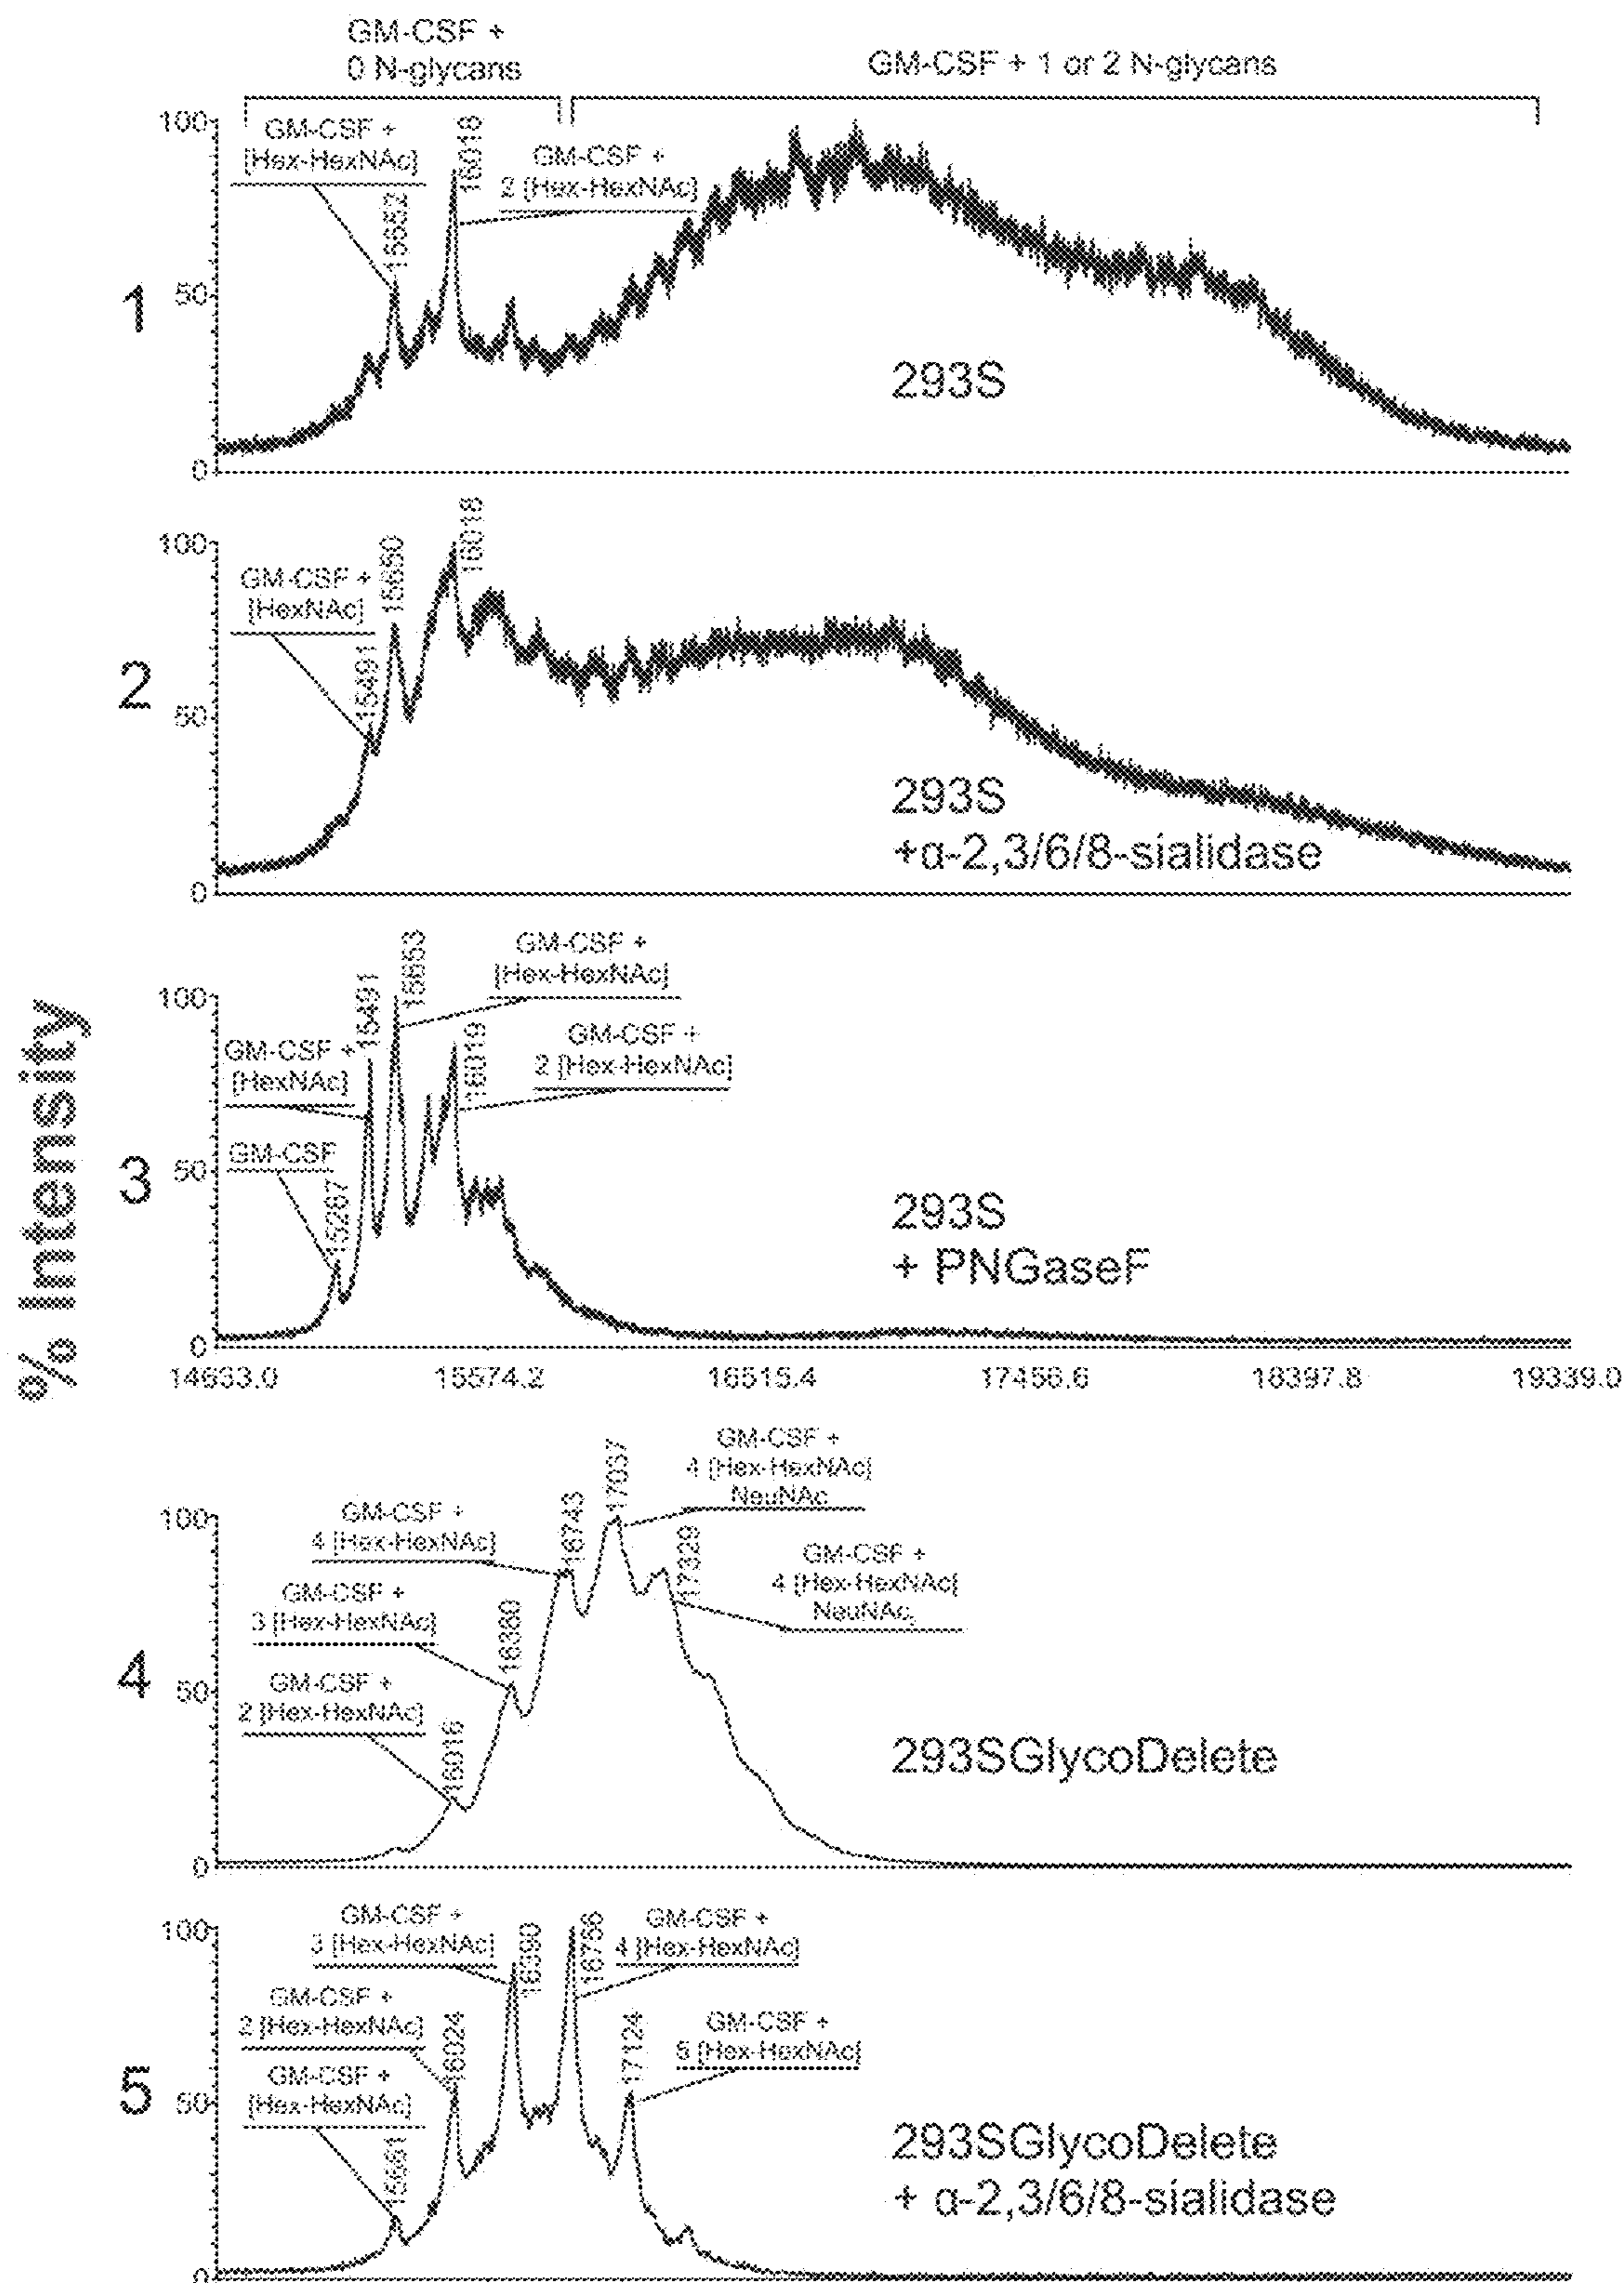 GM-CSF +
0 N-glycans
GM-CSF + 1 or 2 N-glycans
100
GM-CSF +
[Hex-HexNAc]
15652
16018
GM-CSF +
2 [Hex-HexNAc]
1
50
293S
0
100
GM-CSF +
[HexNAc]
15491
15650
16018
2
50
293S
+α-2,3/6/8-sialidase
0
% Intensity
100
GM-CSF +
[Hex-HexNAc]
15491
15653
GM-CSF +
[HexNAc]
16019
GM-CSF +
2 [Hex-HexNAc]
GM-CSF
15287
3
50
293S
+ PNGaseF
0
14633.0 15574.2 16515.4 17456.6 18397.8 19339.0
GM-CSF +
4 [Hex-HexNAc]
NeuNAc
17037
100
GM-CSF +
4 [Hex-HexNAc]
16743
GM-CSF +
4 [Hex-HexNAc]
NeuNAc
17329
GM-CSF +
3 [Hex-HexNAc]
16380
GM-CSF +
2 [Hex-HexNAc]
16016
4
50
293SGlycoDelete
0
100
GM-CSF +
3 [Hex-HexNAc]
16390
16756
GM-CSF +
4 [Hex-HexNAc]
GM-CSF +
2 [Hex-HexNAc]
16024
17124
GM-CSF +
5 [Hex-HexNAc]
GM-CSF +
[Hex-HexNAc]
15661
5
50
293SGlycoDelete
+ α-2,3/6/8-sialidase
0